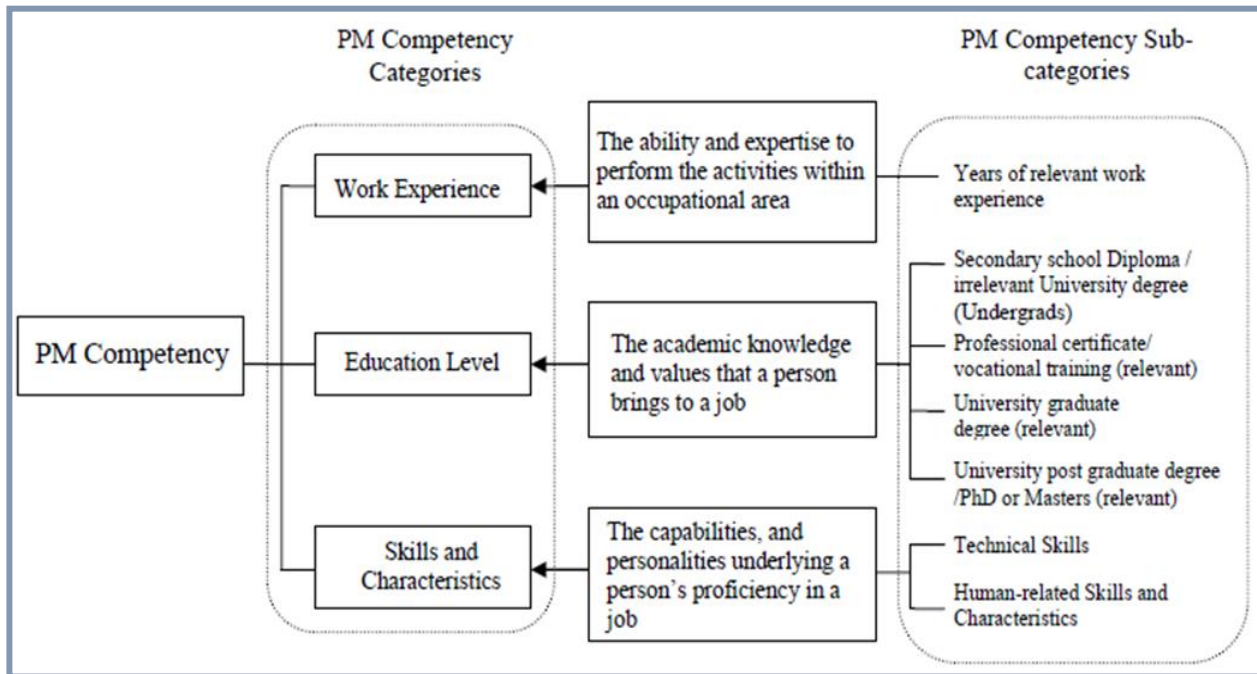 PM Competency
Categories
PM Competency Sub-
categories
PM Competency
Work Experience
The ability and expertise to
perform the activities within
an occupational area
Years of relevant work
experience
Education Level
The academic knowledge
and values that a person
brings to a job
Secondary school Diploma /
irrelevant University degree
(Undergrads)
Professional certificate/
vocational training (relevant)
University graduate
degree (relevant)
University post graduate degree
/PhD or Masters (relevant)
Skills and
Characteristics
The capabilities, and
personalities underlying a
person's proficiency in a
job
Technical Skills
Human-related Skills and
Characteristics